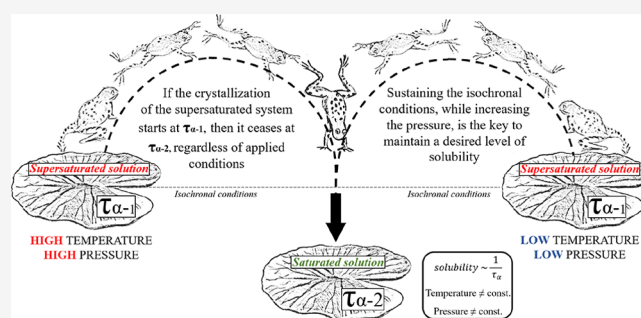 If the crystallization
of the supersaturated system
starts at τα-1, then it ceases at
τα-2, regardless of applied
conditions
Sustaining the isochronal
conditions, while increasing
the pressure, is the key to
maintain a desired level of
solubility
Supersaturated solution
τα-1
Isochronal conditions
Isochronal conditions
Supersaturated solution
τα-1
HIGH TEMPERATURE
HIGH PRESSURE
LOW TEMPERATURE
LOW PRESSURE
Saturated solution
τα-2
solubility ~ 1/τα
Temperature ≠ const.
Pressure ≠ const.